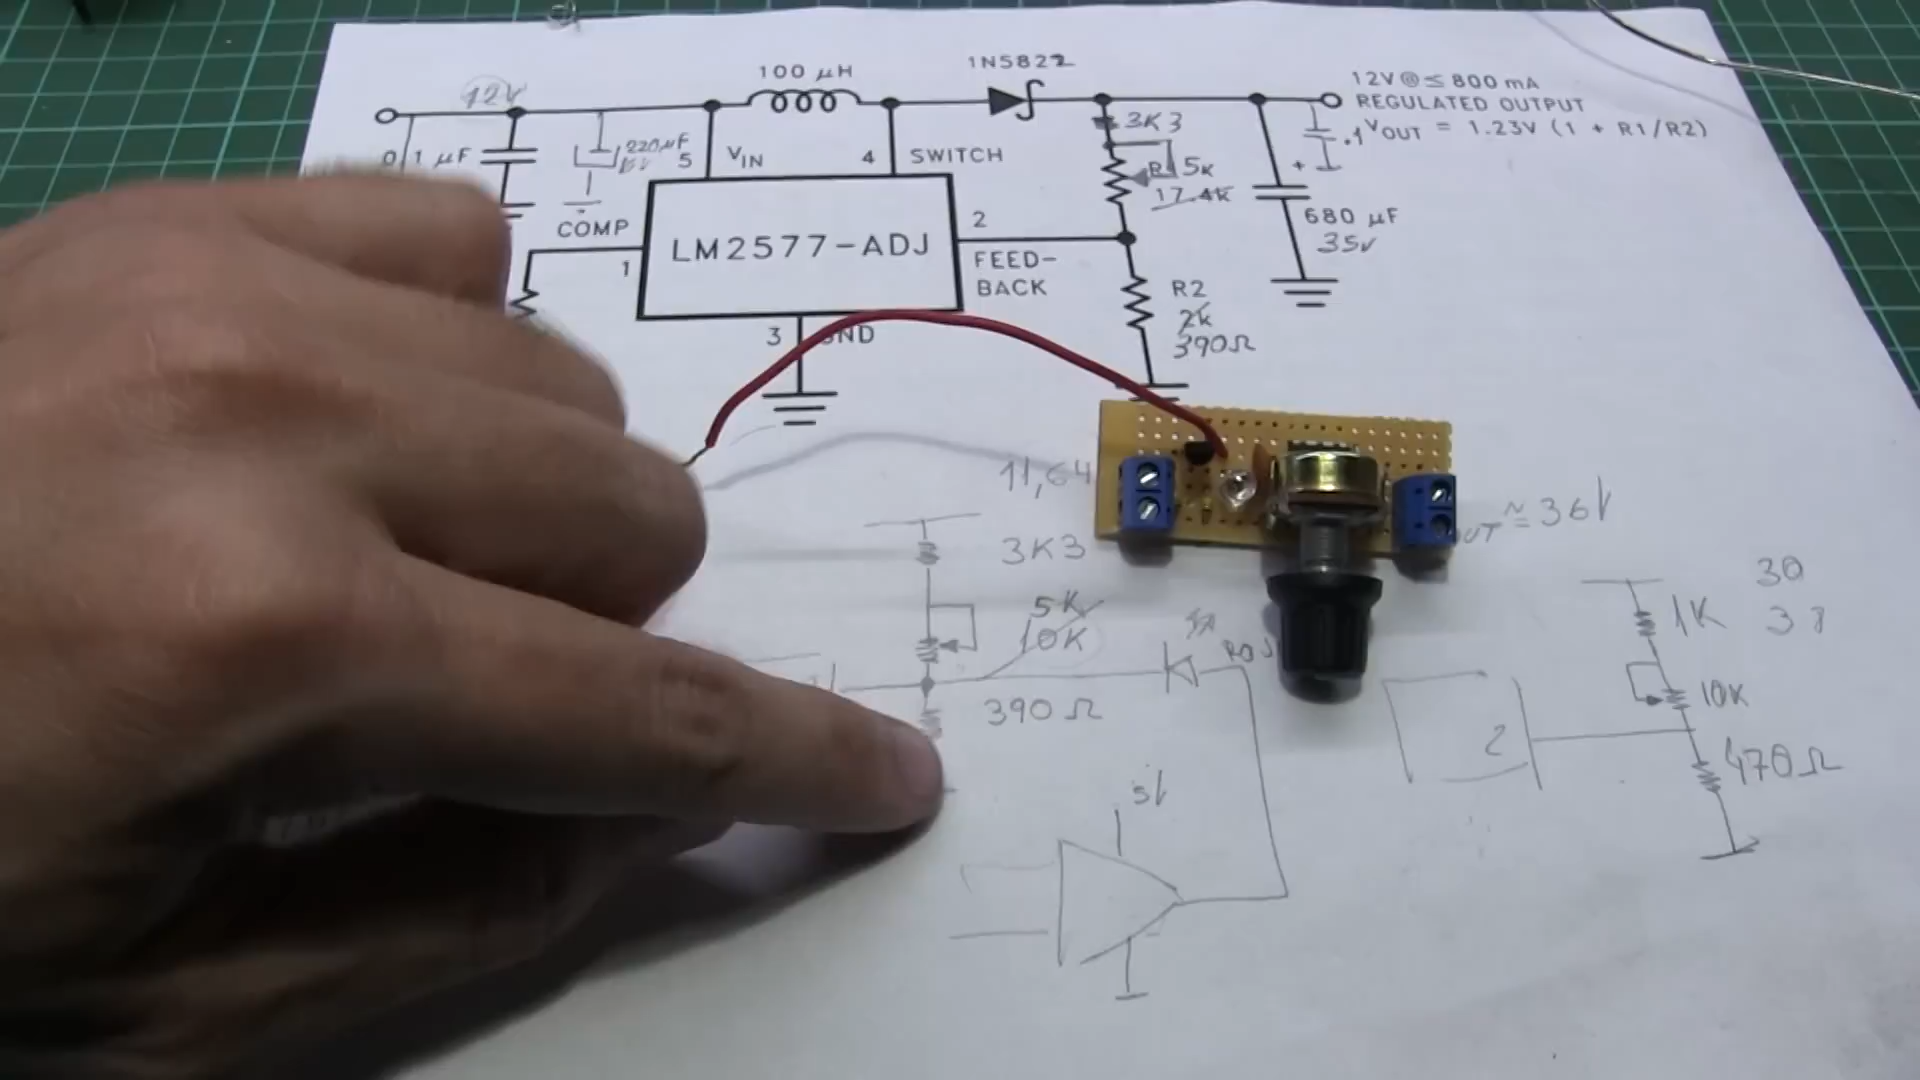 100 µH
1N5822
12V @ ≤ 800 mA
REGULATED OUTPUT
VOUT = 1.23V (1 + R1/R2)
12V
0.1 µF
220µF
5
VIN
4
SWITCH
3K3
5K
17.4k
.1
+
680 µF
35V
COMP
1
LM2577-ADJ
2
FEED-
BACK
R2
2k
390Ω
3
GND
11,64
OUT ≈ 36V
3K3
5K
10K
390Ω
5V
2
1K
10K
470Ω
30